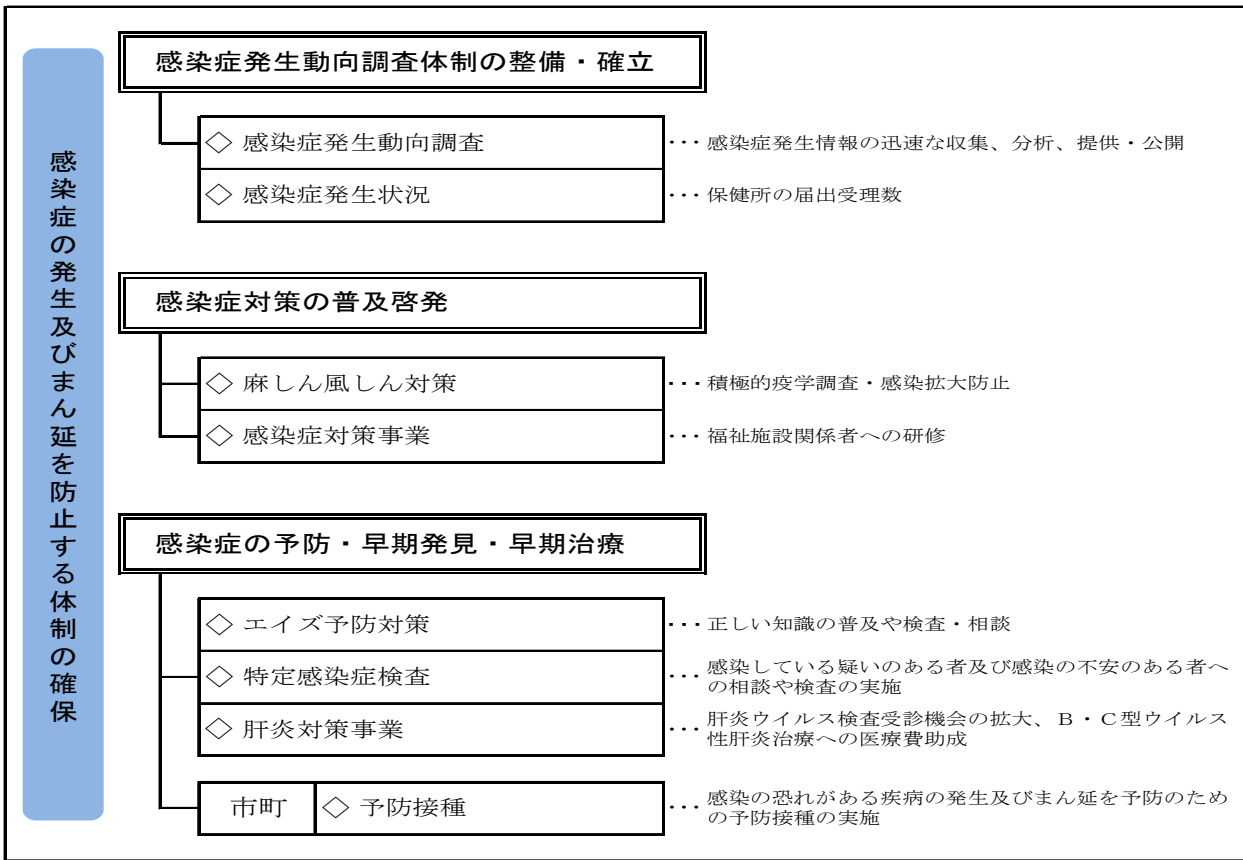 感染症の発生及びまん延を防止する体制の確保
感染症発生動向調査体制の整備・確立
◇ 感染症発生動向調査
・・・感染症発生情報の迅速な収集、分析、提供・公開
◇ 感染症発生状況
・・・保健所の届出受理数
感染症対策の普及啓発
◇ 麻しん風しん対策
・・・積極的疫学調査・感染拡大防止
◇ 感染症対策事業
・・・福祉施設関係者への研修
感染症の予防・早期発見・早期治療
◇ エイズ予防対策
・・・正しい知識の普及や検査・相談
◇ 特定感染症検査
・・・感染している疑いのある者及び感染の不安のある者へ
の相談や検査の実施
◇ 肝炎対策事業
・・・肝炎ウイルス検査受診機会の拡大、Ｂ・Ｃ型ウイルス
性肝炎治療への医療費助成
市町
◇ 予防接種
・・・感染の恐れがある疾病の発生及びまん延を予防のため
の予防接種の実施